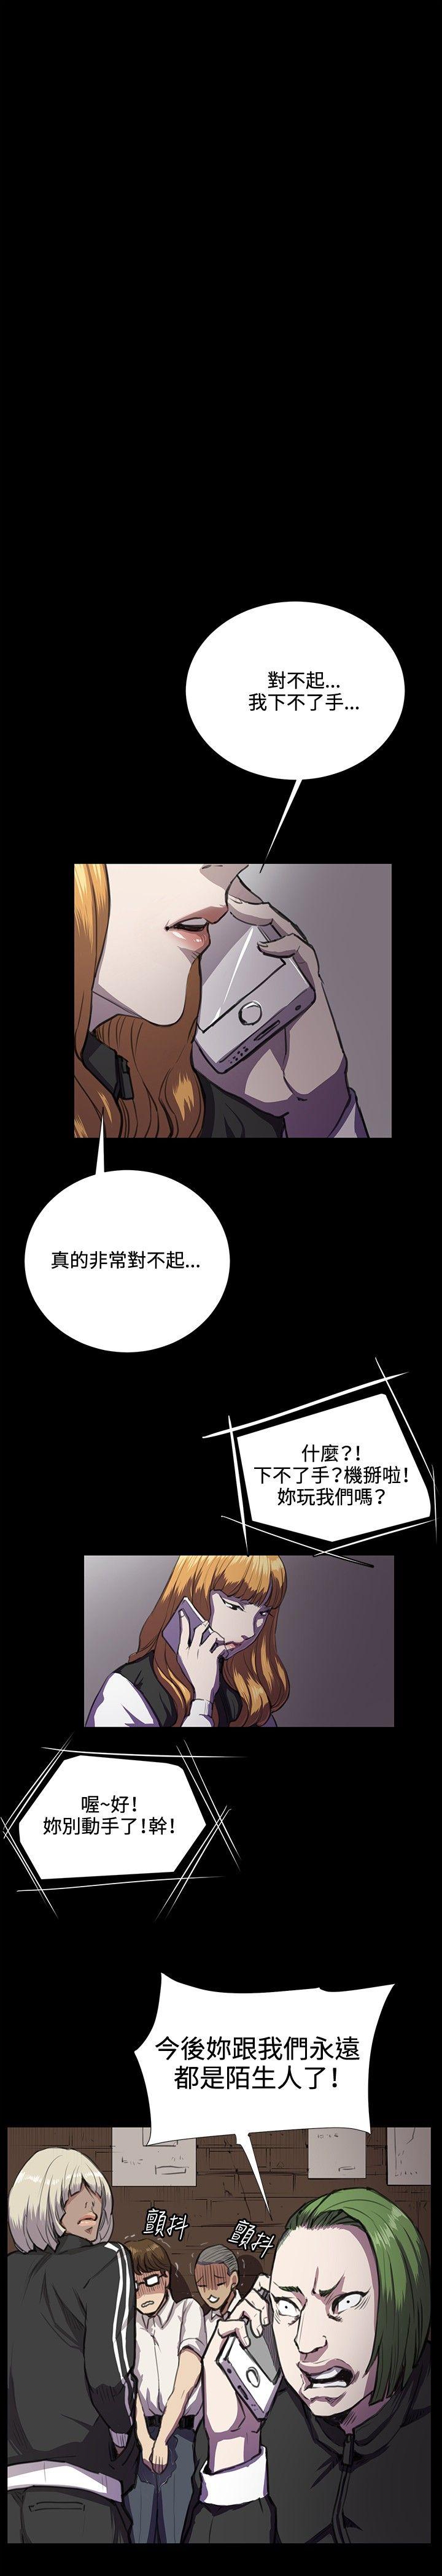 對不起...
我下不了手...
真的非常對不起...
什麼?!
下不了手?機掰啦!
妳玩我們嗎?
喔~好!
妳別動手了!幹!
今後妳跟我們永遠
都是陌生人了!
顫抖
顫抖